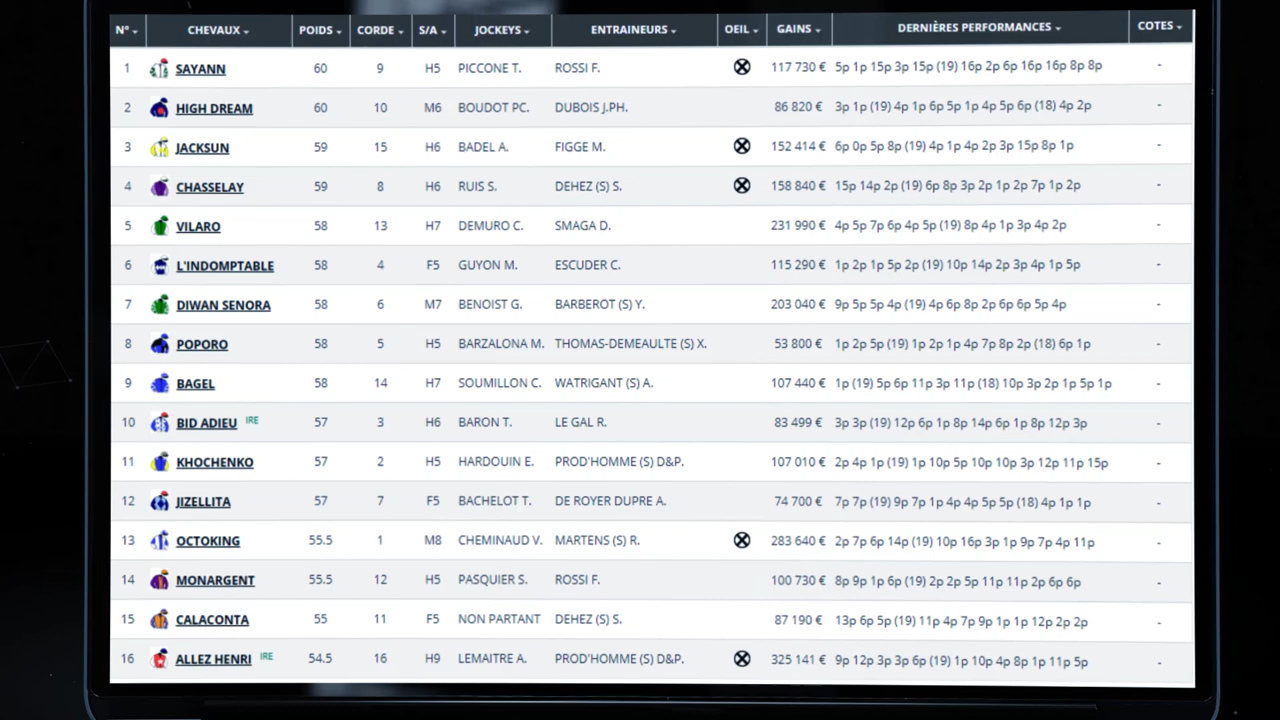 N° CHEVAUX POIDS CORDE S/A JOCKEYS ENTRAINEURS OEIL GAINS DERNIÈRES PERFORMANCES COTES
1 SAYANN 60 9 H5 PICCONE T. ROSSI F. 117 730 € 5p 1p 15p 3p 15p (19) 16p 2p 6p 16p 16p 8p 8p -
2 HIGH DREAM 60 10 M6 BOUDOT PC. DUBOIS J.PH. 86 820 € 3p 1p (19) 4p 1p 6p 5p 1p 4p 5p 6p (18) 4p 2p -
3 JACKSUN 59 15 H6 BADEL A. FIGGE M. 152 414 € 6p 0p 5p 8p (19) 4p 1p 4p 2p 3p 15p 8p 1p -
4 CHASSELAY 59 8 H6 RUIS S. DEHEZ (S) S. 158 840 € 15p 14p 2p (19) 6p 8p 3p 2p 1p 2p 7p 1p 2p -
5 VILARO 58 13 H7 DEMURO C. SMAGA D. 231 990 € 4p 5p 7p 6p 4p 5p (19) 8p 4p 1p 3p 4p 2p -
6 L'INDOMPTABLE 58 4 F5 GUYON M. ESCUDER C. 115 290 € 1p 2p 1p 5p 2p (19) 10p 14p 2p 3p 4p 1p 5p -
7 DIWAN SENORA 58 6 M7 BENOIST G. BARBEROT (S) Y. 203 040 € 9p 5p 5p 4p (19) 4p 6p 8p 2p 6p 6p 5p 4p -
8 POPORO 58 5 H5 BARZALONA M. THOMAS-DEMEAULTE (S) X. 53 800 € 1p 2p 5p (19) 1p 2p 1p 4p 7p 8p 2p (18) 6p 1p -
9 BAGEL 58 14 H7 SOUMILLON C. WATRIGANT (S) A. 107 440 € 1p (19) 5p 6p 11p 3p 11p (18) 10p 3p 2p 1p 5p 1p -
10 BID ADIEU IRE 57 3 H6 BARON T. LE GAL R. 83 499 € 3p 3p (19) 12p 6p 1p 8p 14p 6p 1p 8p 12p 3p -
11 KHOCHENKO 57 2 H5 HARDOUIN E. PROD'HOMME (S) D&P. 107 010 € 2p 4p 1p (19) 1p 10p 5p 10p 10p 3p 12p 11p 15p -
12 JIZELLITA 57 7 F5 BACHELOT T. DE ROYER DUPRE A. 74 700 € 7p 7p (19) 9p 7p 1p 4p 4p 5p 5p (18) 4p 1p 1p -
13 OCTOKING 55.5 1 M8 CHEMINAUD V. MARTENS (S) R. 283 640 € 2p 7p 6p 14p (19) 10p 16p 3p 1p 9p 7p 4p 11p -
14 MONARGENT 55.5 12 H5 PASQUIER S. ROSSI F. 100 730 € 8p 9p 1p 6p (19) 2p 2p 5p 11p 11p 2p 6p 6p -
15 CALACONTA 55 11 F5 NON PARTANT DEHEZ (S) S. 87 190 € 13p 6p 5p (19) 11p 4p 7p 9p 1p 1p 12p 2p 2p -
16 ALLEZ HENRI IRE 54.5 16 H9 LEMAITRE A. PROD'HOMME (S) D&P. 325 141 € 9p 12p 3p 3p 6p (19) 1p 10p 4p 8p 1p 11p 5p -